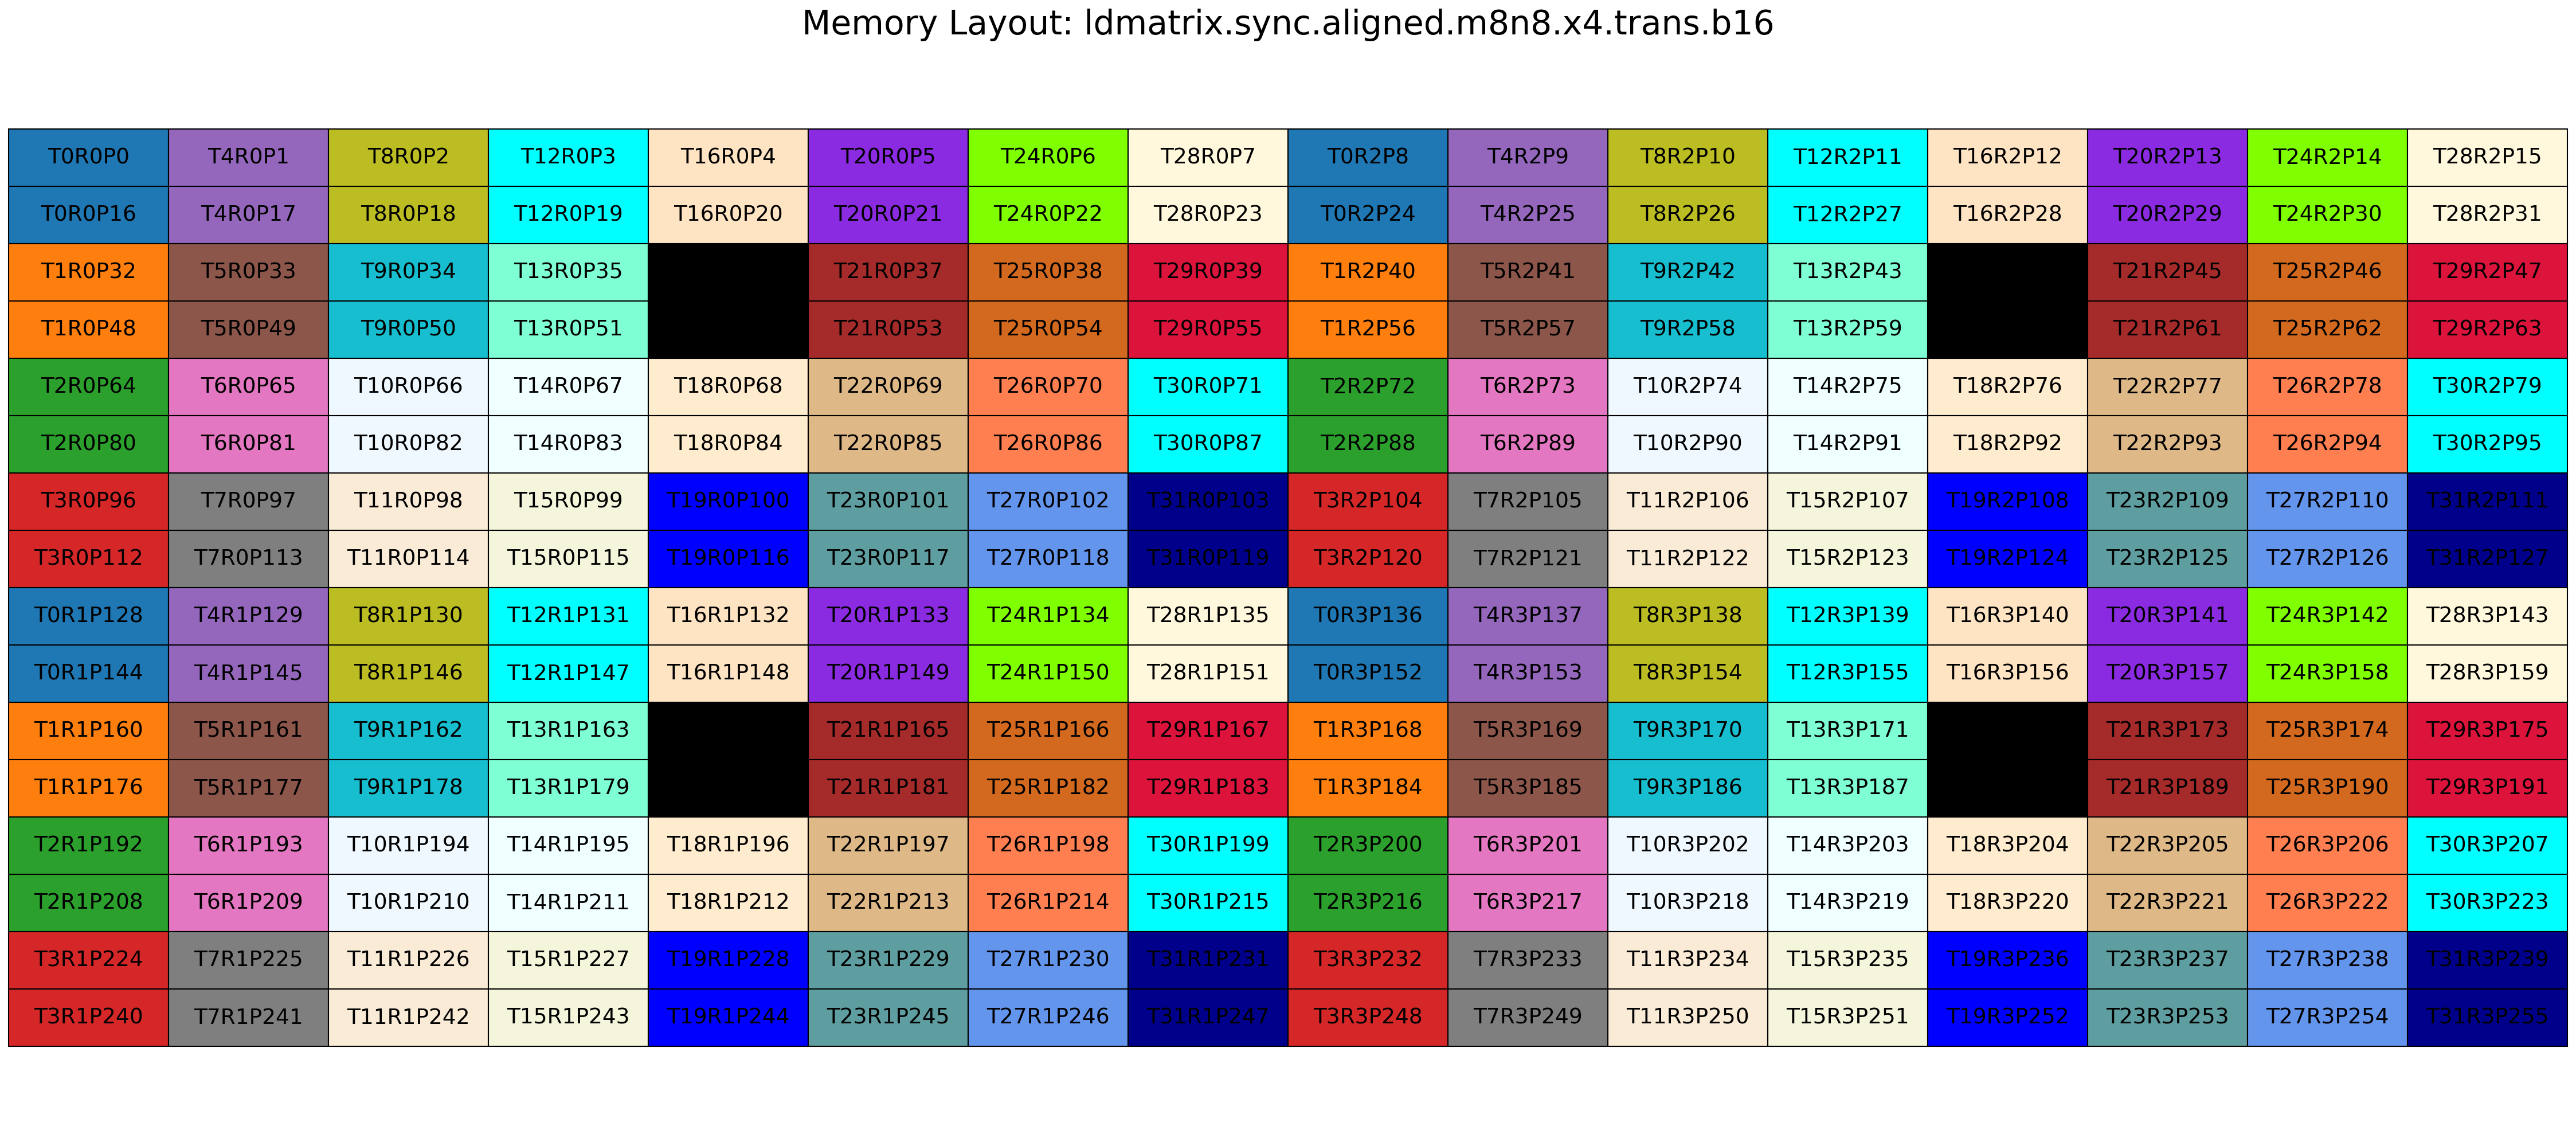 Memory Layout: ldmatrix.sync.aligned.m8n8.x4.trans.b16
T0R0P0 T4R0P1 T8R0P2 T12R0P3 T16R0P4 T20R0P5 T24R0P6 T28R0P7 T0R2P8 T4R2P9 T8R2P10 T12R2P11 T16R2P12 T20R2P13 T24R2P14 T28R2P15
T0R0P16 T4R0P17 T8R0P18 T12R0P19 T16R0P20 T20R0P21 T24R0P22 T28R0P23 T0R2P24 T4R2P25 T8R2P26 T12R2P27 T16R2P28 T20R2P29 T24R2P30 T28R2P31
T1R0P32 T5R0P33 T9R0P34 T13R0P35 T21R0P37 T25R0P38 T29R0P39 T1R2P40 T5R2P41 T9R2P42 T13R2P43 T21R2P45 T25R2P46 T29R2P47
T1R0P48 T5R0P49 T9R0P50 T13R0P51 T21R0P53 T25R0P54 T29R0P55 T1R2P56 T5R2P57 T9R2P58 T13R2P59 T21R2P61 T25R2P62 T29R2P63
T2R0P64 T6R0P65 T10R0P66 T14R0P67 T18R0P68 T22R0P69 T26R0P70 T30R0P71 T2R2P72 T6R2P73 T10R2P74 T14R2P75 T18R2P76 T22R2P77 T26R2P78 T30R2P79
T2R0P80 T6R0P81 T10R0P82 T14R0P83 T18R0P84 T22R0P85 T26R0P86 T30R0P87 T2R2P88 T6R2P89 T10R2P90 T14R2P91 T18R2P92 T22R2P93 T26R2P94 T30R2P95
T3R0P96 T7R0P97 T11R0P98 T15R0P99 T19R0P100 T23R0P101 T27R0P102 T31R0P103 T3R2P104 T7R2P105 T11R2P106 T15R2P107 T19R2P108 T23R2P109 T27R2P110 T31R2P111
T3R0P112 T7R0P113 T11R0P114 T15R0P115 T19R0P116 T23R0P117 T27R0P118 T31R0P119 T3R2P120 T7R2P121 T11R2P122 T15R2P123 T19R2P124 T23R2P125 T27R2P126 T31R2P127
T0R1P128 T4R1P129 T8R1P130 T12R1P131 T16R1P132 T20R1P133 T24R1P134 T28R1P135 T0R3P136 T4R3P137 T8R3P138 T12R3P139 T16R3P140 T20R3P141 T24R3P142 T28R3P143
T0R1P144 T4R1P145 T8R1P146 T12R1P147 T16R1P148 T20R1P149 T24R1P150 T28R1P151 T0R3P152 T4R3P153 T8R3P154 T12R3P155 T16R3P156 T20R3P157 T24R3P158 T28R3P159
T1R1P160 T5R1P161 T9R1P162 T13R1P163 T21R1P165 T25R1P166 T29R1P167 T1R3P168 T5R3P169 T9R3P170 T13R3P171 T21R3P173 T25R3P174 T29R3P175
T1R1P176 T5R1P177 T9R1P178 T13R1P179 T21R1P181 T25R1P182 T29R1P183 T1R3P184 T5R3P185 T9R3P186 T13R3P187 T21R3P189 T25R3P190 T29R3P191
T2R1P192 T6R1P193 T10R1P194 T14R1P195 T18R1P196 T22R1P197 T26R1P198 T30R1P199 T2R3P200 T6R3P201 T10R3P202 T14R3P203 T18R3P204 T22R3P205 T26R3P206 T30R3P207
T2R1P208 T6R1P209 T10R1P210 T14R1P211 T18R1P212 T22R1P213 T26R1P214 T30R1P215 T2R3P216 T6R3P217 T10R3P218 T14R3P219 T18R3P220 T22R3P221 T26R3P222 T30R3P223
T3R1P224 T7R1P225 T11R1P226 T15R1P227 T19R1P228 T23R1P229 T27R1P230 T31R1P231 T3R3P232 T7R3P233 T11R3P234 T15R3P235 T19R3P236 T23R3P237 T27R3P238 T31R3P239
T3R1P240 T7R1P241 T11R1P242 T15R1P243 T19R1P244 T23R1P245 T27R1P246 T31R1P247 T3R3P248 T7R3P249 T11R3P250 T15R3P251 T19R3P252 T23R3P253 T27R3P254 T31R3P255